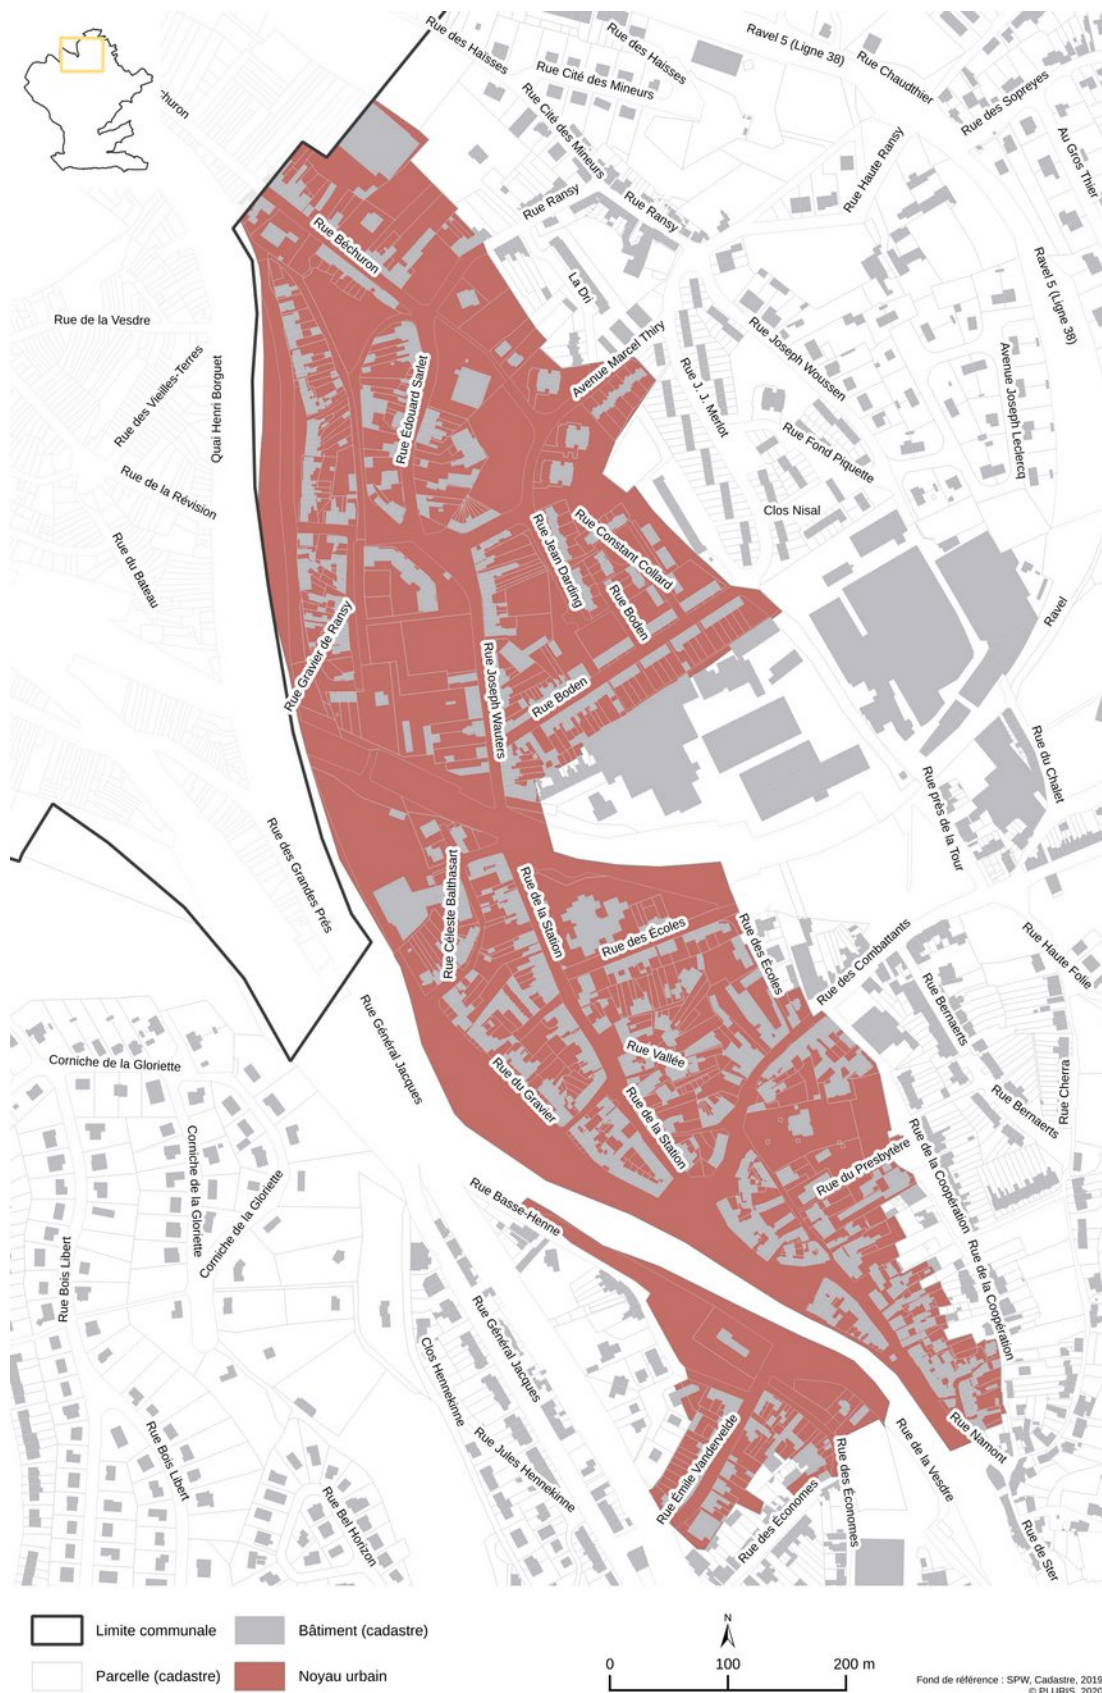 Rue des Haïsses
Rue des Haïsses
Ravel 5 (Ligne 38)
Rue Chaudthier
Rue Cité des Mineurs
Rue des Sopreyes
churon
Rue Cité des Mineurs
Au Gros Thier
Rue Haute Ransy
Rue Ransy
Rue Ransy
Rue Béchuron
La Dri
Ravel 5 (Ligne 38)
Rue de la Vesdre
Rue Joseph Woussen
Avenue Marcel Thiry
Rue des Vieilles-Terres
Quai Henri Borguet
Rue Édouard Sarlet
Rue J. J. Merlot
Avenue Joseph Leclercq
Rue Fond Piquette
Rue de la Révision
Clos Nisal
Rue Constant Collard
Rue Jean Darding
Rue du Bateau
Rue Boden
Ravel
Rue Gravier de Ransy
Rue Joseph Wauters
Rue Boden
Rue du Chalet
Rue près de la Tour
Rue des Grandes Prés
Rue Céleste Balthasart
Rue de la Station
Rue des Écoles
Rue des Écoles
Rue des Combattants
Rue Haute Folie
Rue Bernaerts
Rue Général Jacques
Corniche de la Gloriette
Rue Vallée
Rue du Gravier
Rue de la Station
Rue Bernaerts
Rue Cherra
Corniche de la Gloriette
Corniche de la Gloriette
Rue du Presbytère
Rue de la Coopération
Rue Basse-Henne
Rue Bois Libert
Rue de la Coopération
Rue Général Jacques
Clos Hennekinne
Rue Jules Hennekinne
Rue Bois Libert
Rue Bel Horizon
Rue Émile Vandervelde
Rue des Économes
Rue des Économes
Rue de la Vesdre
Rue Namont
Rue de Ster
Limite communale
Bâtiment (cadastre)
Parcelle (cadastre)
Noyau urbain
N
0 100 200 m
Fond de référence : SPW, Cadastre, 2019
© PLURIS, 2020